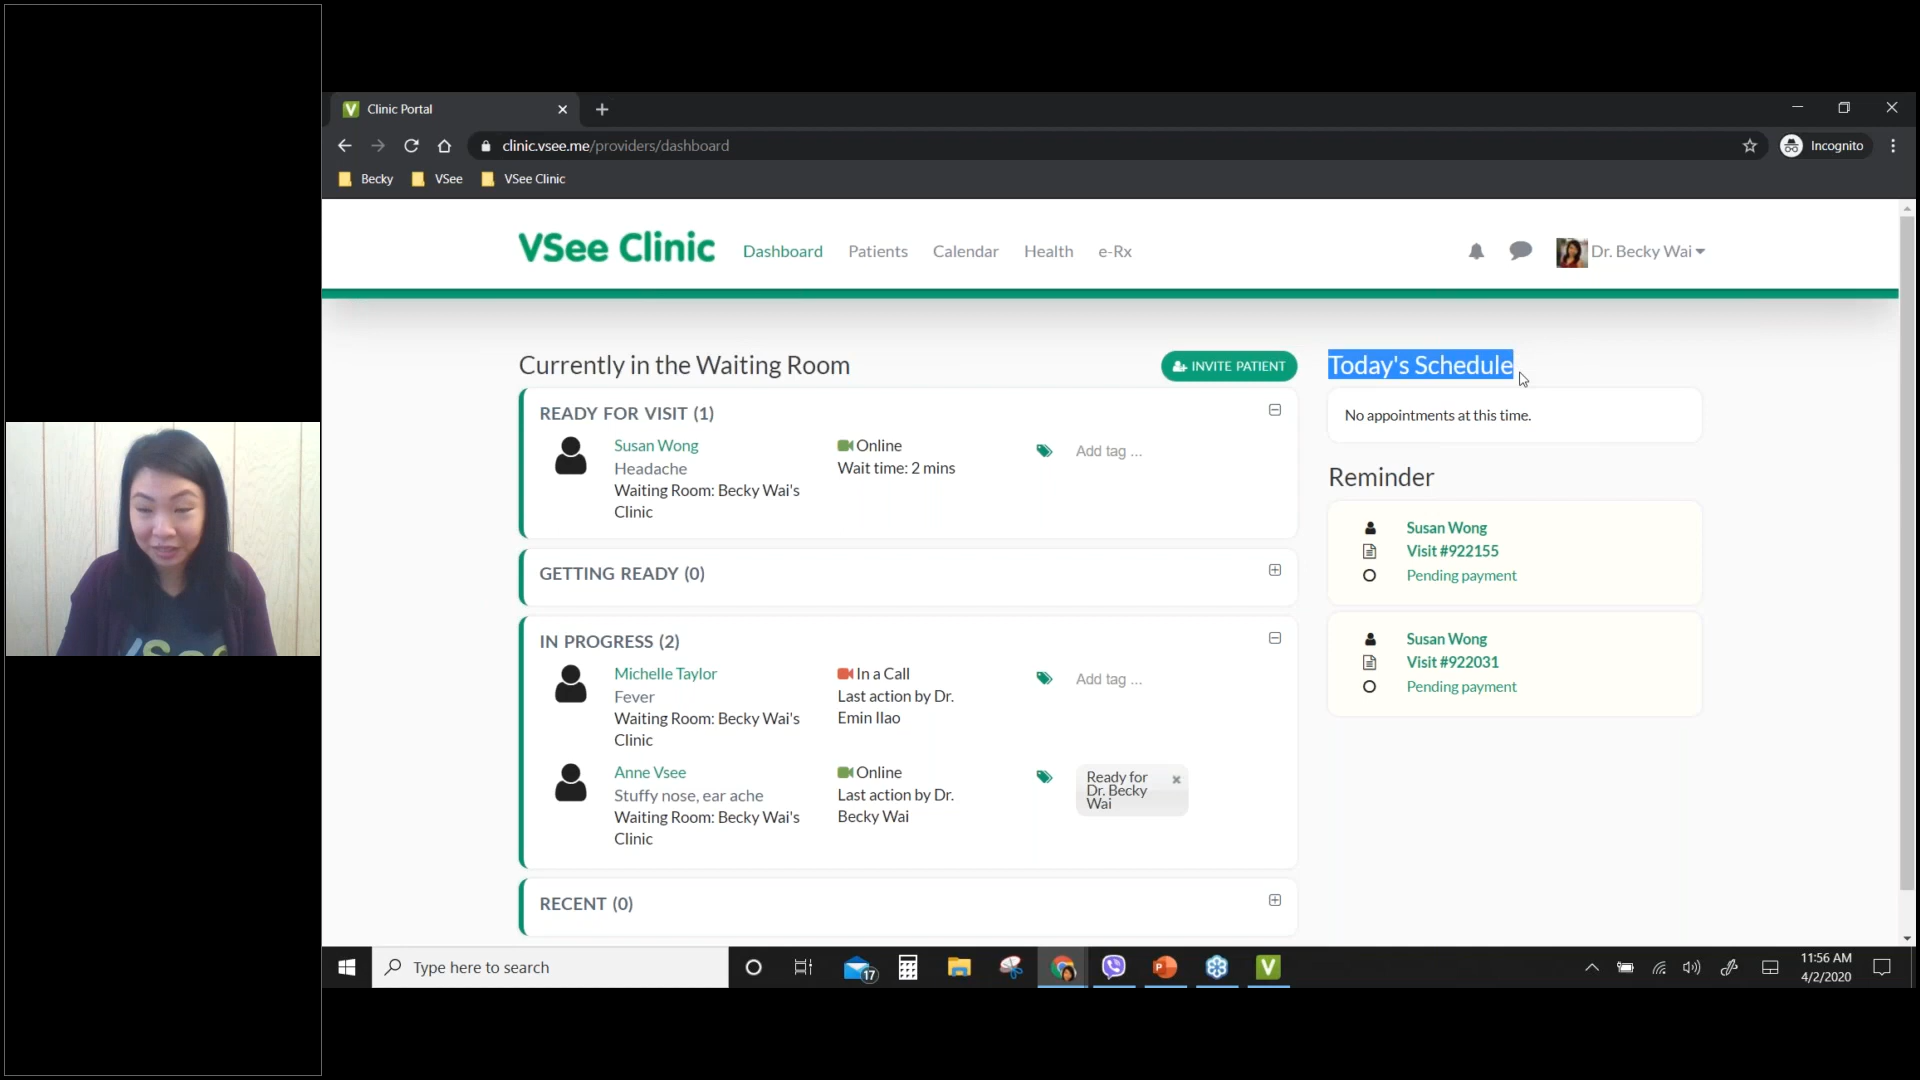 Clinic Portal
clinic.vsee.me/providers/dashboard
Incognito
Becky
VSee
VSee Clinic
VSee Clinic
Dashboard
Patients
Calendar
Health
e-Rx
Dr. Becky Wai
Currently in the Waiting Room
INVITE PATIENT
READY FOR VISIT (1)
Susan Wong
Headache
Waiting Room: Becky Wai's
Clinic
Online
Wait time: 2 mins
Add tag ...
GETTING READY (0)
IN PROGRESS (2)
Michelle Taylor
Fever
Waiting Room: Becky Wai's
Clinic
In a Call
Last action by Dr.
Emin Ilao
Add tag ...
Anne Vsee
Stuffy nose, ear ache
Waiting Room: Becky Wai's
Clinic
Online
Last action by Dr.
Becky Wai
Ready for
Dr. Becky
Wai
RECENT (0)
Today's Schedule
No appointments at this time.
Reminder
Susan Wong
Visit #922155
Pending payment
Susan Wong
Visit #922031
Pending payment
Type here to search
17
11:56 AM
4/2/2020